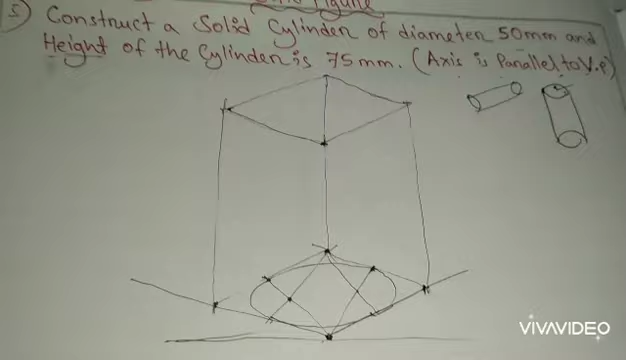 Figure
5) Construct a Solid Cylinder of diameter 50mm and
Height of the Cylinder is 75mm. (Axis is Parallel to V.P)
VIVAVIDEO